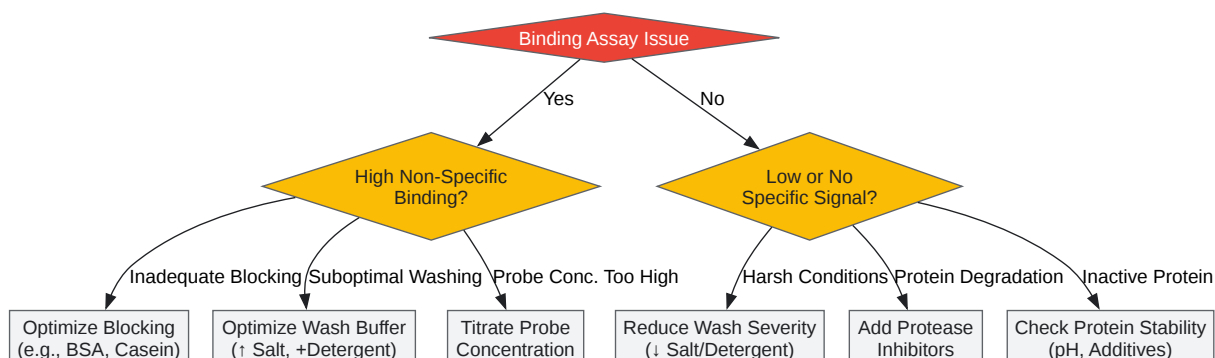 Binding Assay Issue
Yes
No
High Non-Specific
Binding?
Low or No
Specific Signal?
Inadequate Blocking
Suboptimal Washing
Probe Conc. Too High
Harsh Conditions
Protein Degradation
Inactive Protein
Optimize Blocking
(e.g., BSA, Casein)
Optimize Wash Buffer
(↑ Salt, +Detergent)
Titrate Probe
Concentration
Reduce Wash Severity
(↓ Salt/Detergent)
Add Protease
Inhibitors
Check Protein Stability
(pH, Additives)